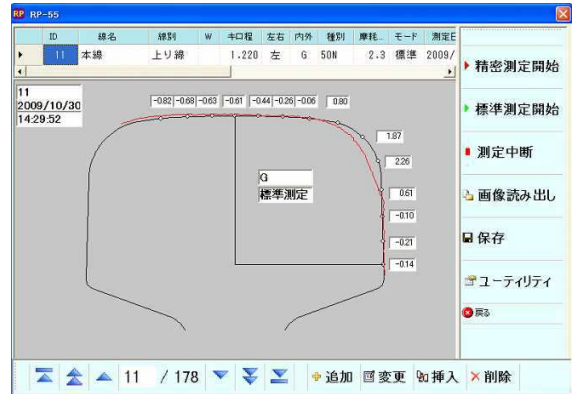 RP RP-55
ID 線名 線別 W キロ程 左右 内外 種別 摩耗.. モード 測定E
11 本線 上り線 1.220 左 G 50N 2.3 標準 2009/
11
2009/10/30
14:29:52
-0.82 -0.68 -0.63 -0.61 -0.44 -0.26 -0.06 0.80
1.87
2.26
0.61
-0.10
-0.21
-0.14
G
標準測定
精密測定開始
標準測定開始
測定中断
画像読み出し
保存
ユーティリティ
戻る
11 / 178 追加 変更 挿入 削除